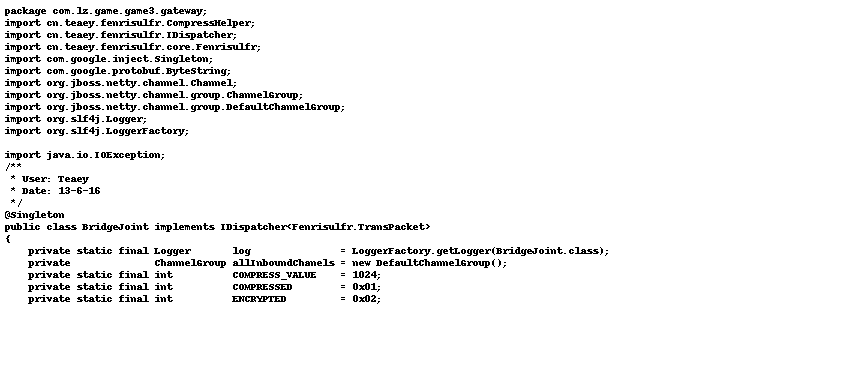 package com.lz.game.game3.gateway;
import cn.teaey.fenrisulfr.CompressHelper;
import cn.teaey.fenrisulfr.IDispatcher;
import cn.teaey.fenrisulfr.core.Fenrisulfr;
import com.google.inject.Singleton;
import com.google.protobuf.ByteString;
import org.jboss.netty.channel.Channel;
import org.jboss.netty.channel.group.ChannelGroup;
import org.jboss.netty.channel.group.DefaultChannelGroup;
import org.slf4j.Logger;
import org.slf4j.LoggerFactory;

import java.io.IOException;
/**
 * User: Teaey
 * Date: 13-6-16
 */
@Singleton
public class BridgeJoint implements IDispatcher<Fenrisulfr.TransPacket>
{
    private static final Logger       log               = LoggerFactory.getLogger(BridgeJoint.class);
    private              ChannelGroup allInboundChanels = new DefaultChannelGroup();
    private static final int          COMPRESS_VALUE    = 1024;
    private static final int          COMPRESSED        = 0x01;
    private static final int          ENCRYPTED         = 0x02;